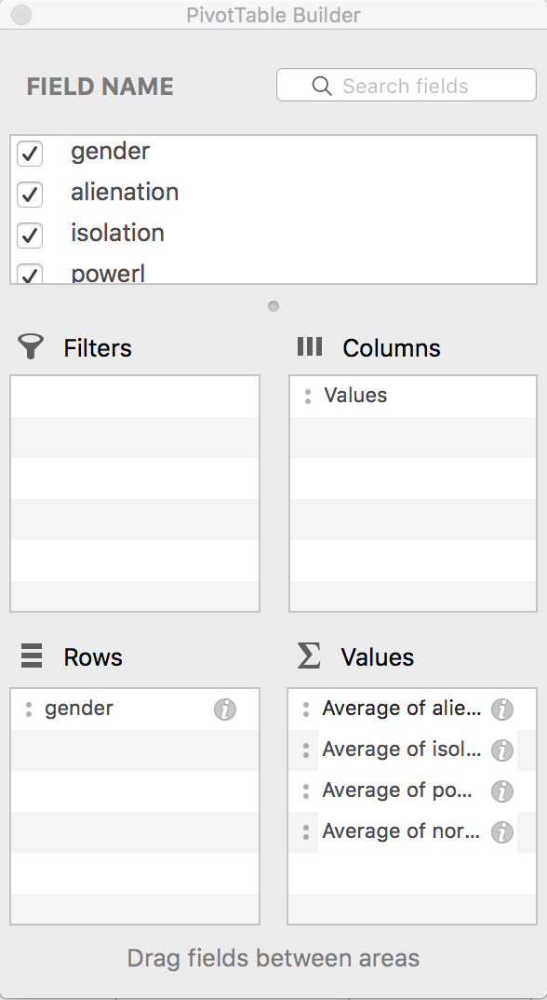 PivotTable Builder
FIELD NAME
Search fields
gender
alienation
isolation
powerl
Filters
Columns
Values
Rows
Values
gender
Average of alie...
Average of isol...
Average of po...
Average of nor...
Drag fields between areas